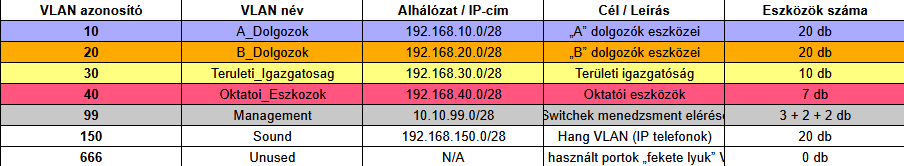 VLAN azonosító VLAN név Alhálózat / IP-cím Cél / Leírás Eszközök száma
10 A_Dolgozok 192.168.10.0/28 „A” dolgozók eszközei 20 db
20 B_Dolgozok 192.168.20.0/28 „B” dolgozók eszközei 20 db
30 Teruleti_Igazgatosag 192.168.30.0/28 Területi igazgatóság 10 db
40 Oktatoi_Eszkozok 192.168.40.0/28 Oktatói eszközök 7 db
99 Management 10.10.99.0/28 Switchek menedzsment elérése 3 + 2 + 2 db
150 Sound 192.168.150.0/28 Hang VLAN (IP telefonok) 20 db
666 Unused N/A használt portok „fekete lyuk” 0 db